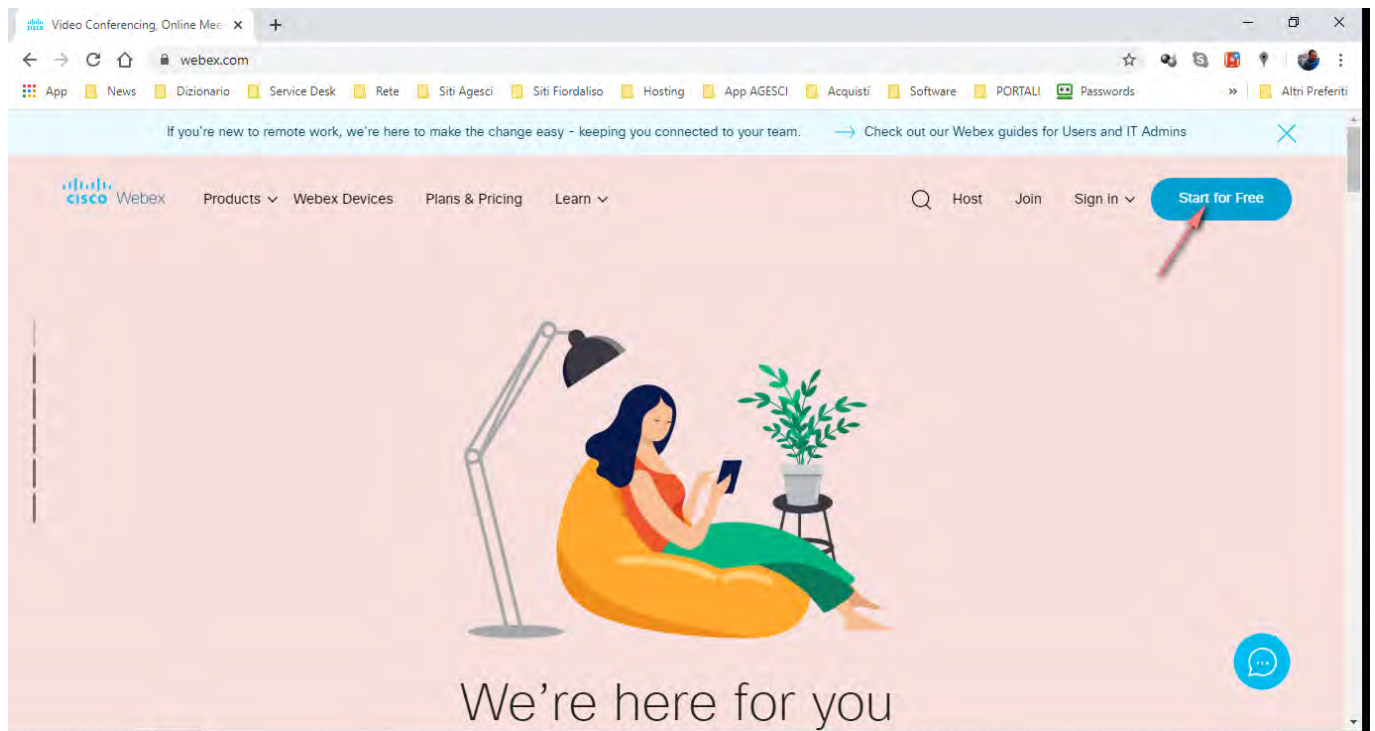 Video Conferencing, Online Mee
webex.com
App News Dizionario Service Desk Rete Siti Agesci Siti Fiordaliso Hosting App AGESCI Acquisti Software PORTALI Passwords » Altri Preferiti
If you're new to remote work, we're here to make the change easy - keeping you connected to your team. → Check out our Webex guides for Users and IT Admins
cisco Webex Products Webex Devices Plans & Pricing Learn Host Join Sign in Start for Free
We're here for you